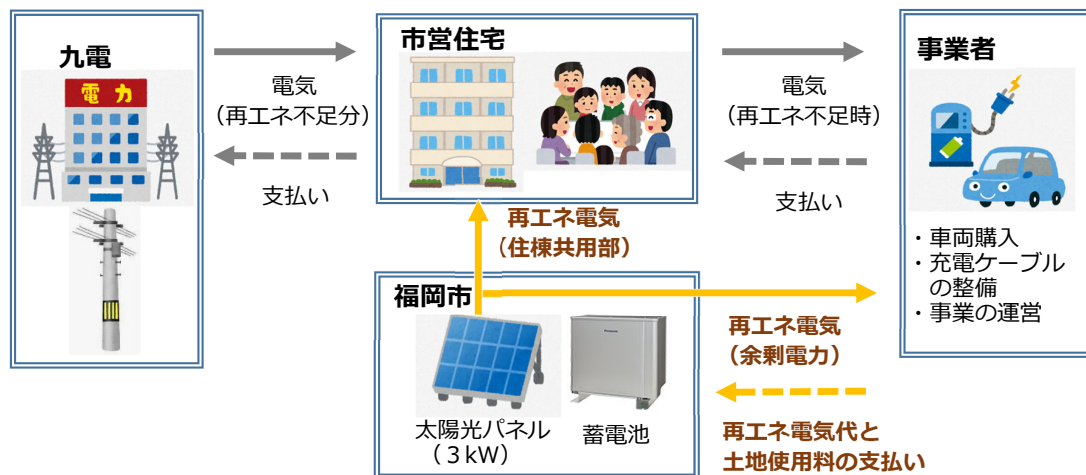 九電
電力
電気
（再エネ不足分）
支払い
市営住宅
電気
（再エネ不足時）
支払い
事業者
・車両購入
・充電ケーブル
の整備
・事業の運営
再エネ電気
（住棟共用部）
福岡市
太陽光パネル
（３kW）
蓄電池
再エネ電気
（余剰電力）
再エネ電気代と
土地使用料の支払い
Panasonic